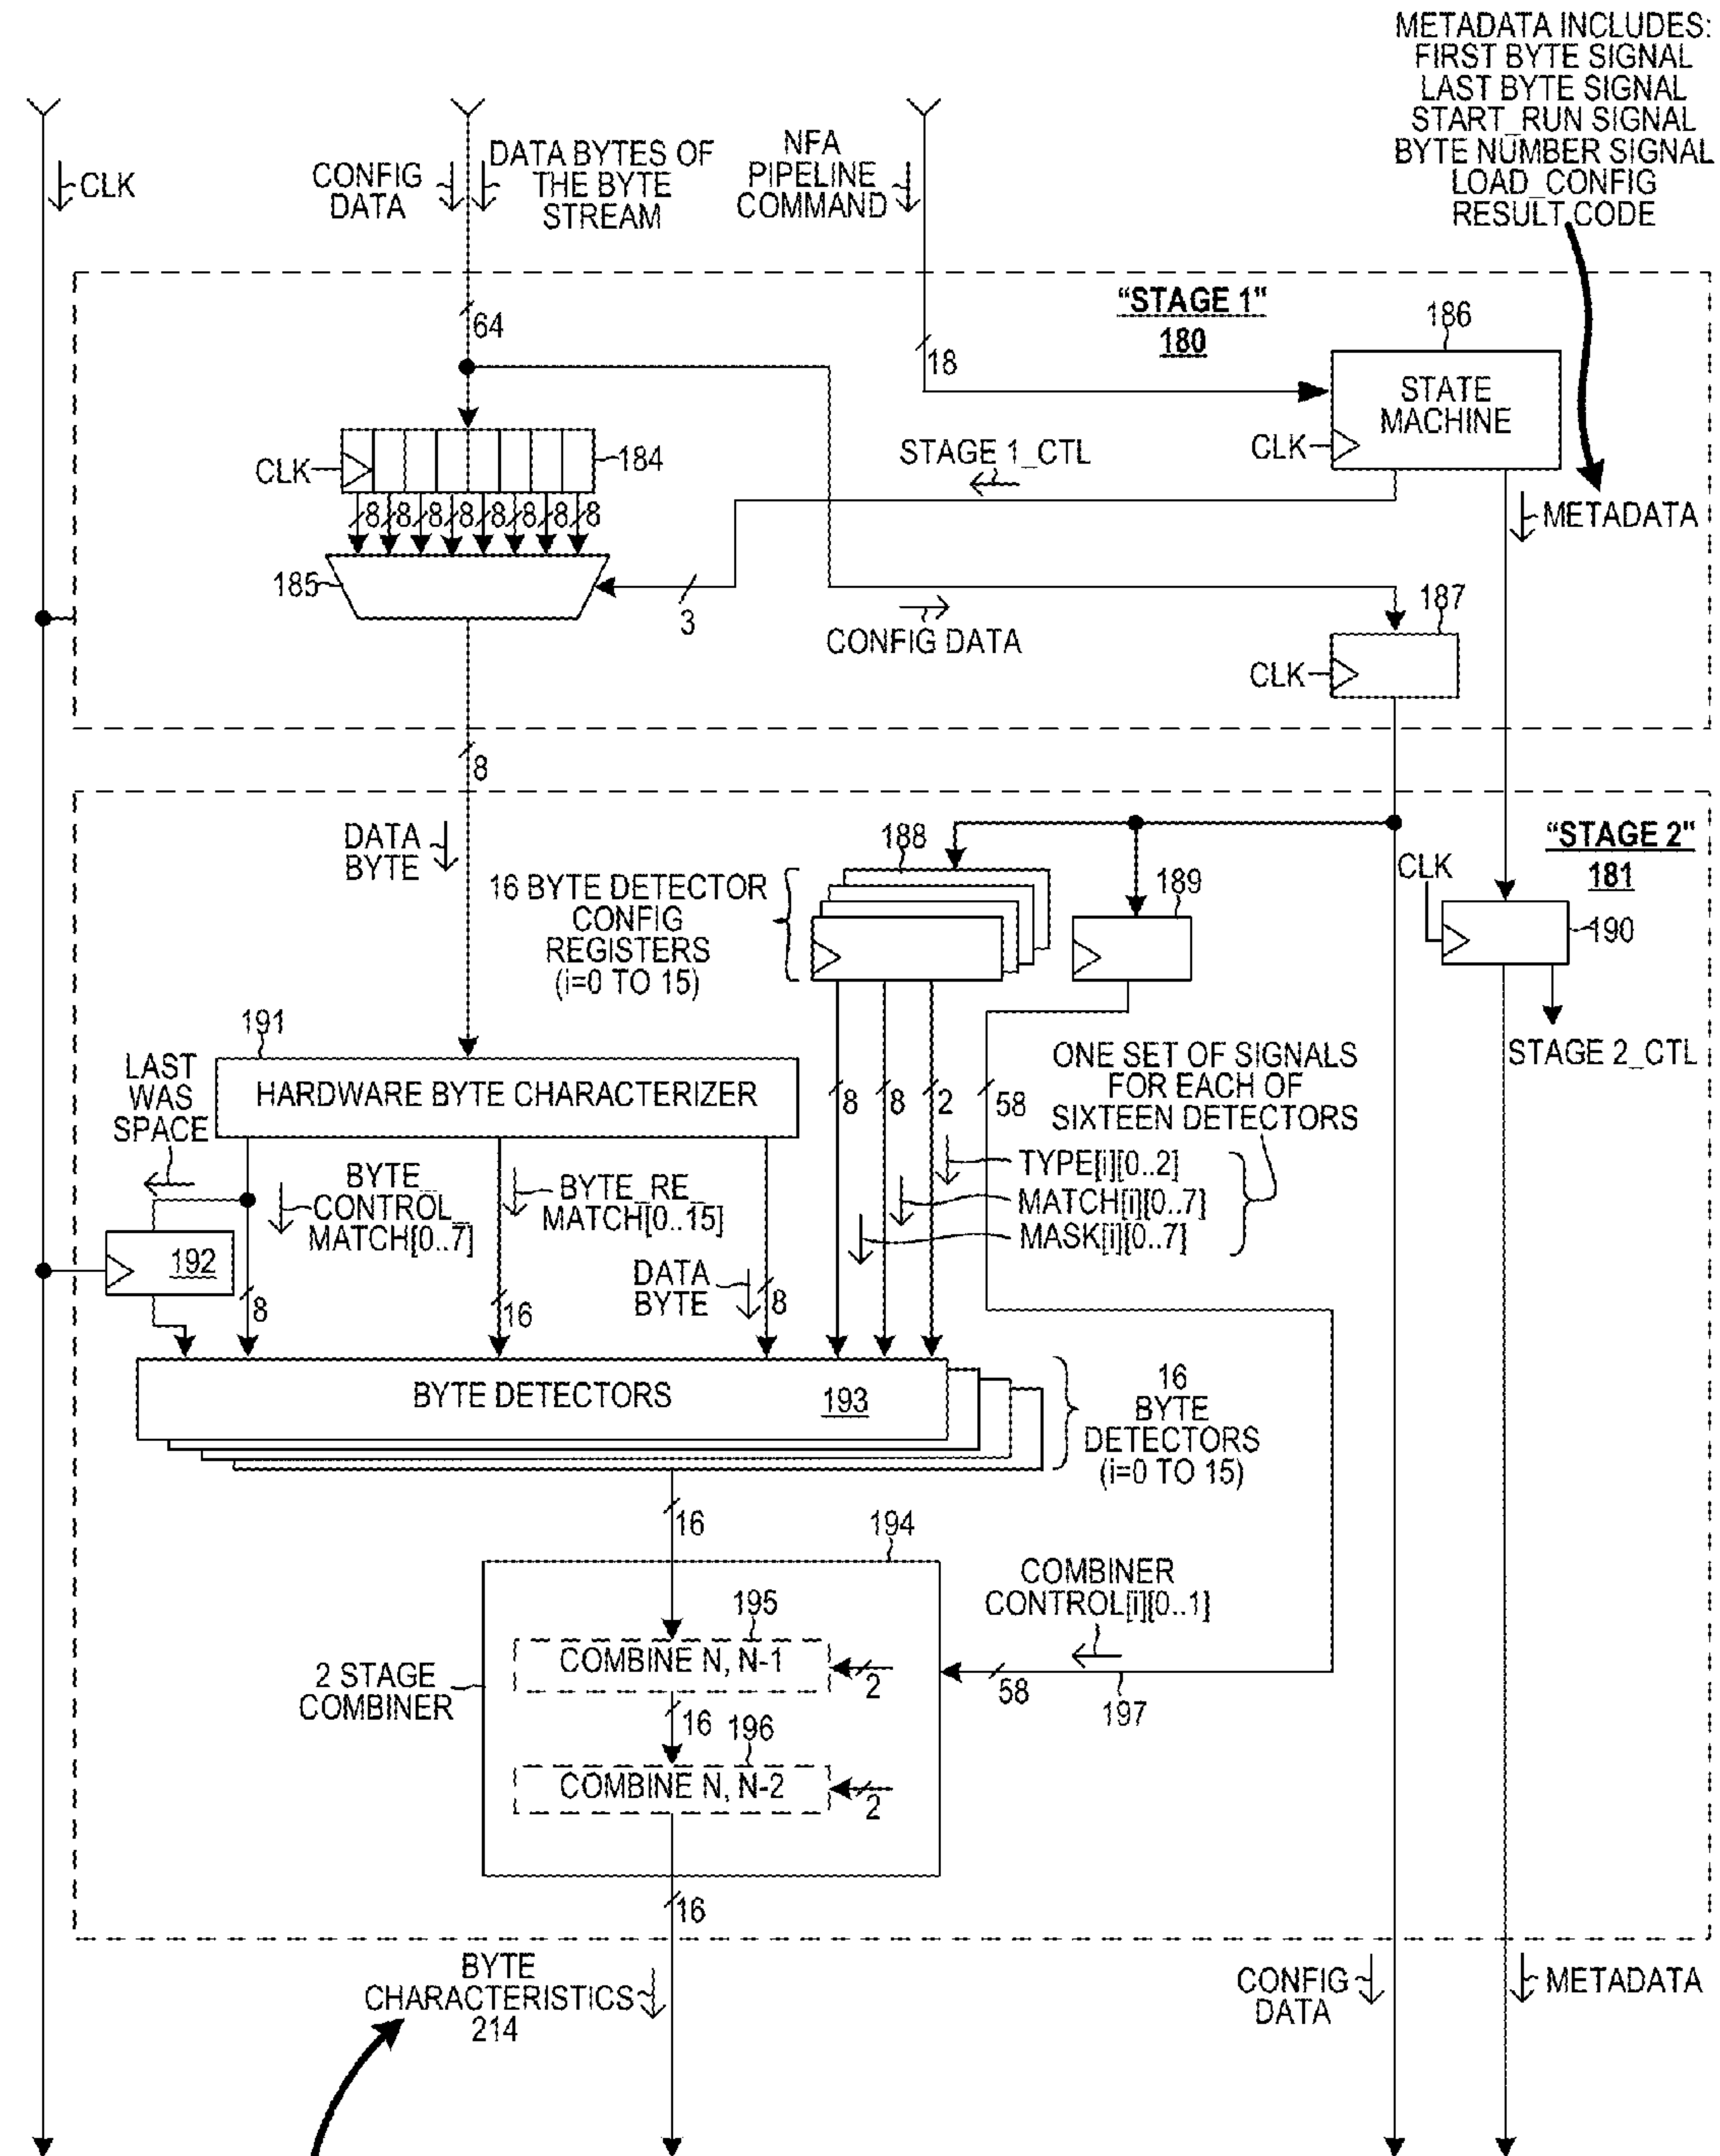 METADATA INCLUDES:
FIRST BYTE SIGNAL
LAST BYTE SIGNAL
START_RUN SIGNAL
BYTE NUMBER SIGNAL
LOAD_CONFIG
RESULT CODE
CLK
CONFIG
DATA
DATA BYTES OF
THE BYTE
STREAM
NFA
PIPELINE
COMMAND
64
18
"STAGE 1"
180
186
STATE
MACHINE
CLK
CLK
184
STAGE 1_CTL
METADATA
8 8 8 8 8 8 8 8
185
3
CONFIG DATA
187
CLK
8
DATA
BYTE
188
16 BYTE DETECTOR
CONFIG
REGISTERS
(i=0 TO 15)
189
CLK
"STAGE 2"
181
190
STAGE 2_CTL
191
HARDWARE BYTE CHARACTERIZER
LAST
WAS
SPACE
BYTE_
CONTROL_
MATCH[0..7]
BYTE_RE_
MATCH[0..15]
8
8
2
58
ONE SET OF SIGNALS
FOR EACH OF
SIXTEEN DETECTORS
TYPE[i][0..2]
MATCH[i][0..7]
MASK[i][0..7]
192
8
16
DATA
BYTE
8
BYTE DETECTORS
193
16
BYTE
DETECTORS
(i=0 TO 15)
16
194
2 STAGE
COMBINER
195
COMBINE N, N-1
2
16
196
COMBINE N, N-2
2
COMBINER
CONTROL[i][0..1]
58
197
16
BYTE
CHARACTERISTICS
214
CONFIG
DATA
METADATA